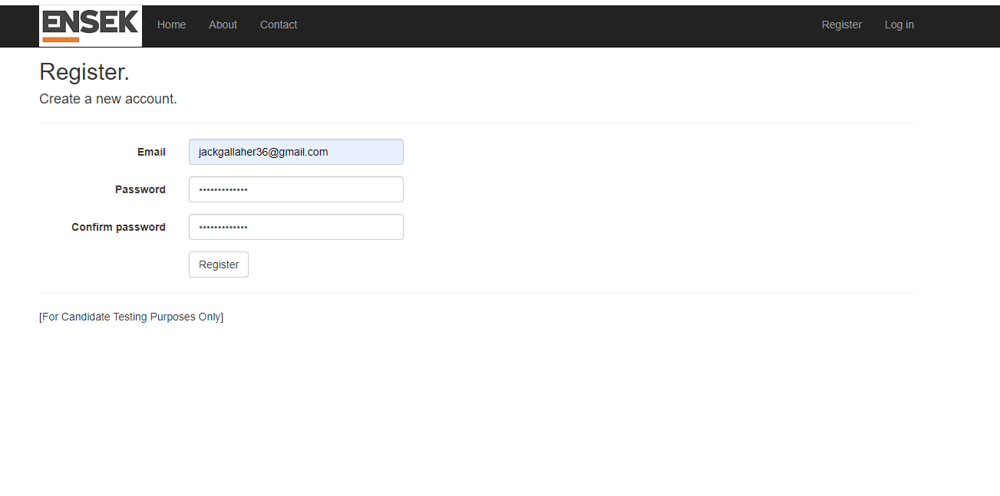 ENSEK Home About Contact Register Log in
Register.
Create a new account.
Email jackgallaher36@gmail.com
Password •••••••••••••
Confirm password •••••••••••••
Register
[For Candidate Testing Purposes Only]